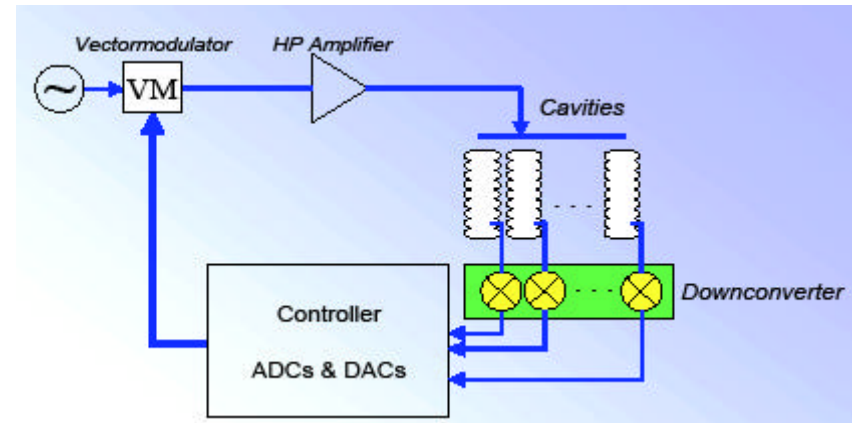 Vectormodulator
HP Amplifier
VM
Cavities
Downconverter
Controller
ADCs & DACs